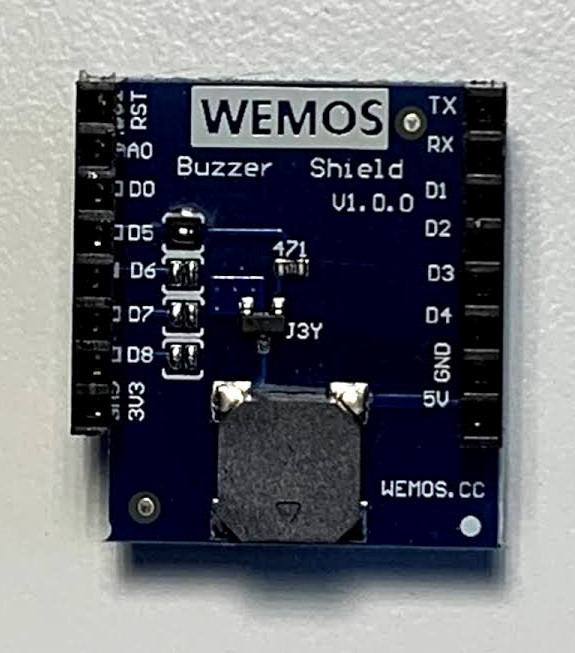 WEMOS
Buzzer Shield
V1.0.0
RST
A0
D0
D5
D6
D7
D8
3V3
471
J3Y
TX
RX
D1
D2
D3
D4
GND
5V
WEMOS.CC